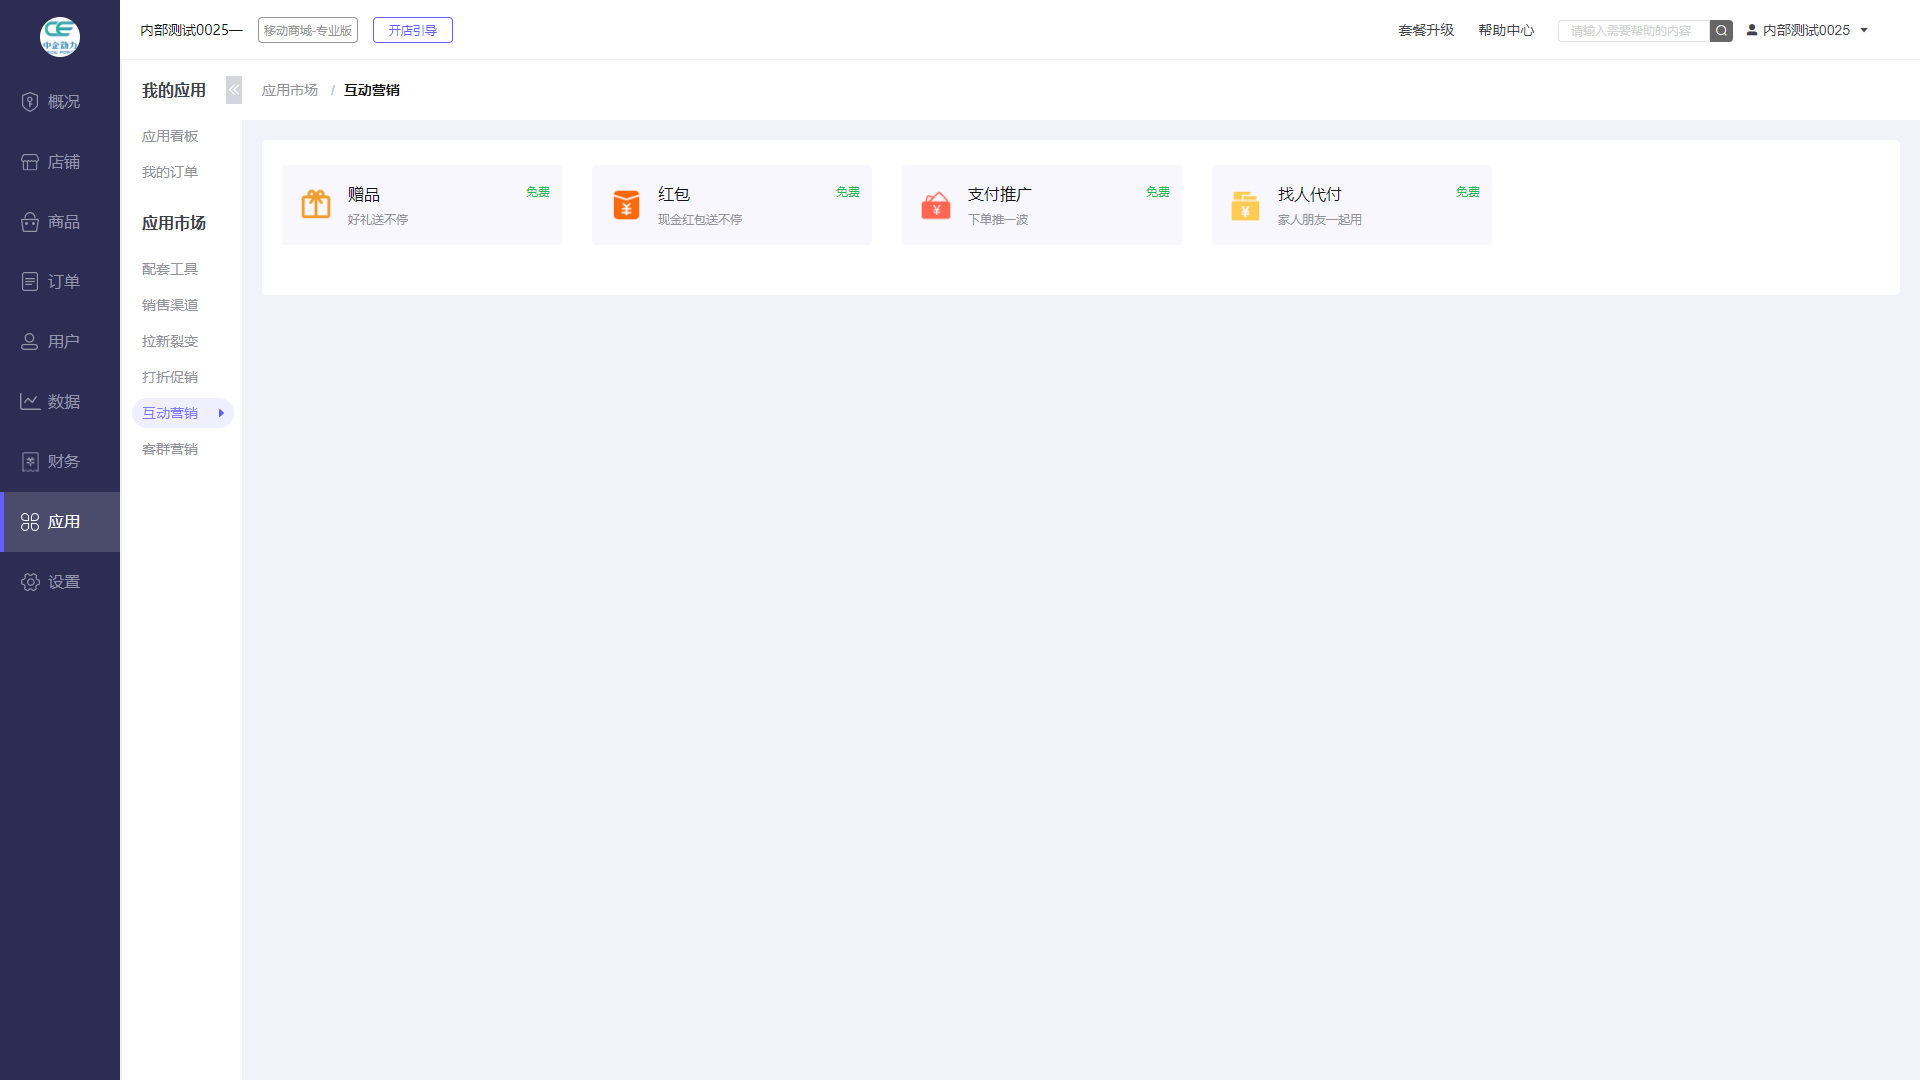 中企动力
概况
店铺
商品
订单
用户
数据
财务
应用
设置
内部测试0025—
移动商城-专业版
开店引导
套餐升级
帮助中心
请输入需要帮助的内容
内部测试0025
我的应用
应用看板
我的订单
应用市场
配套工具
销售渠道
拉新裂变
打折促销
互动营销
客群营销
应用市场 / 互动营销
赠品
免费
好礼送不停
红包
免费
现金红包送不停
支付推广
免费
下单推一波
找人代付
免费
家人朋友一起用